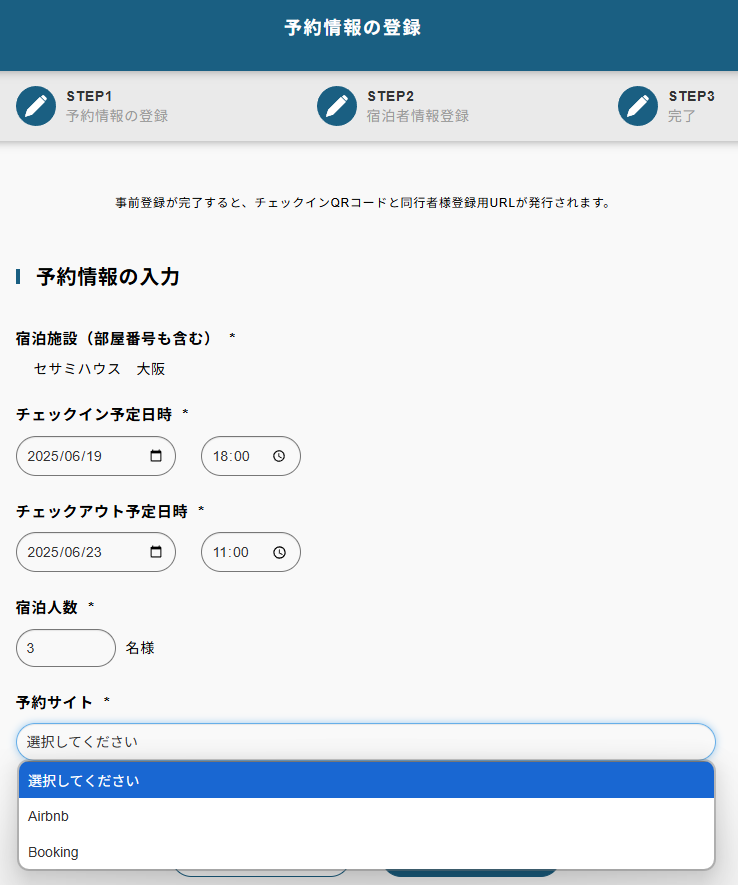 予約情報の登録
STEP1
予約情報の登録
STEP2
宿泊者情報登録
STEP3
完了
事前登録が完了すると、チェックインQRコードと同行者様登録用URLが発行されます。
予約情報の入力
宿泊施設（部屋番号も含む） *
セサミハウス　大阪
チェックイン予定日時 *
2025/06/19 18:00
チェックアウト予定日時 *
2025/06/23 11:00
宿泊人数 *
3 名様
予約サイト *
選択してください
選択してください
Airbnb
Booking